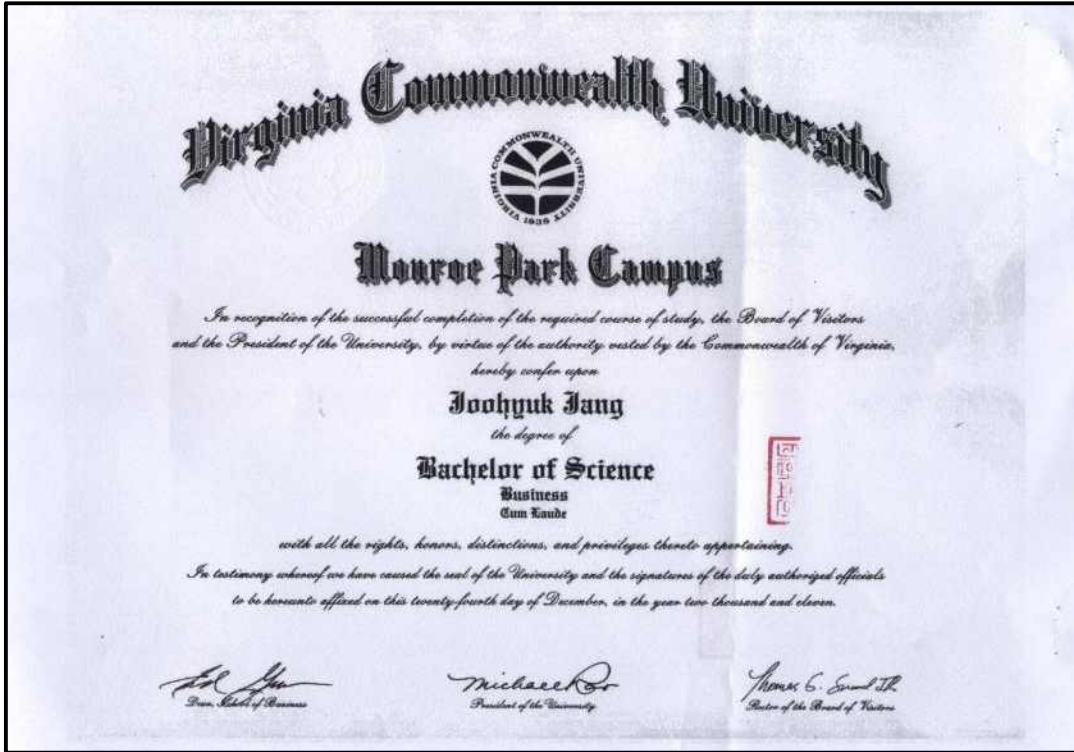 Virginia Commonwealth University
VIRGINIA COMMONWEALTH UNIVERSITY 1838
Monroe Park Campus
In recognition of the successful completion of the required course of study, the Board of Visitors
and the President of the University, by virtue of the authority vested by the Commonwealth of Virginia,
hereby confer upon
Joohyuk Jang
the degree of
Bachelor of Science
Business
Cum Laude
with all the rights, honors, distinctions, and privileges thereto appertaining.
In testimony whereof we have caused the seal of the University and the signatures of the duly authorized officials
to be hereunto affixed on this twenty-fourth day of December, in the year two thousand and eleven.
Michael Rao
Thomas G. Snead Jr.
Dean, School of Business
President of the University
Rector of the Board of Visitors